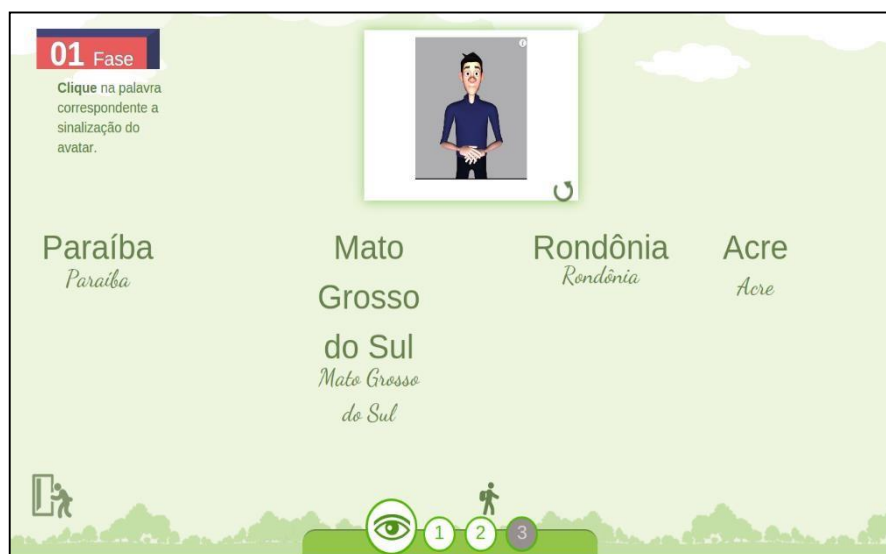 01 Fase
Clique na palavra
correspondente a
sinalização do
avatar.
Paraíba
Paraíba
Mato
Grosso
do Sul
Mato Grosso
do Sul
Rondônia
Rondônia
Acre
Acre
1
2
3